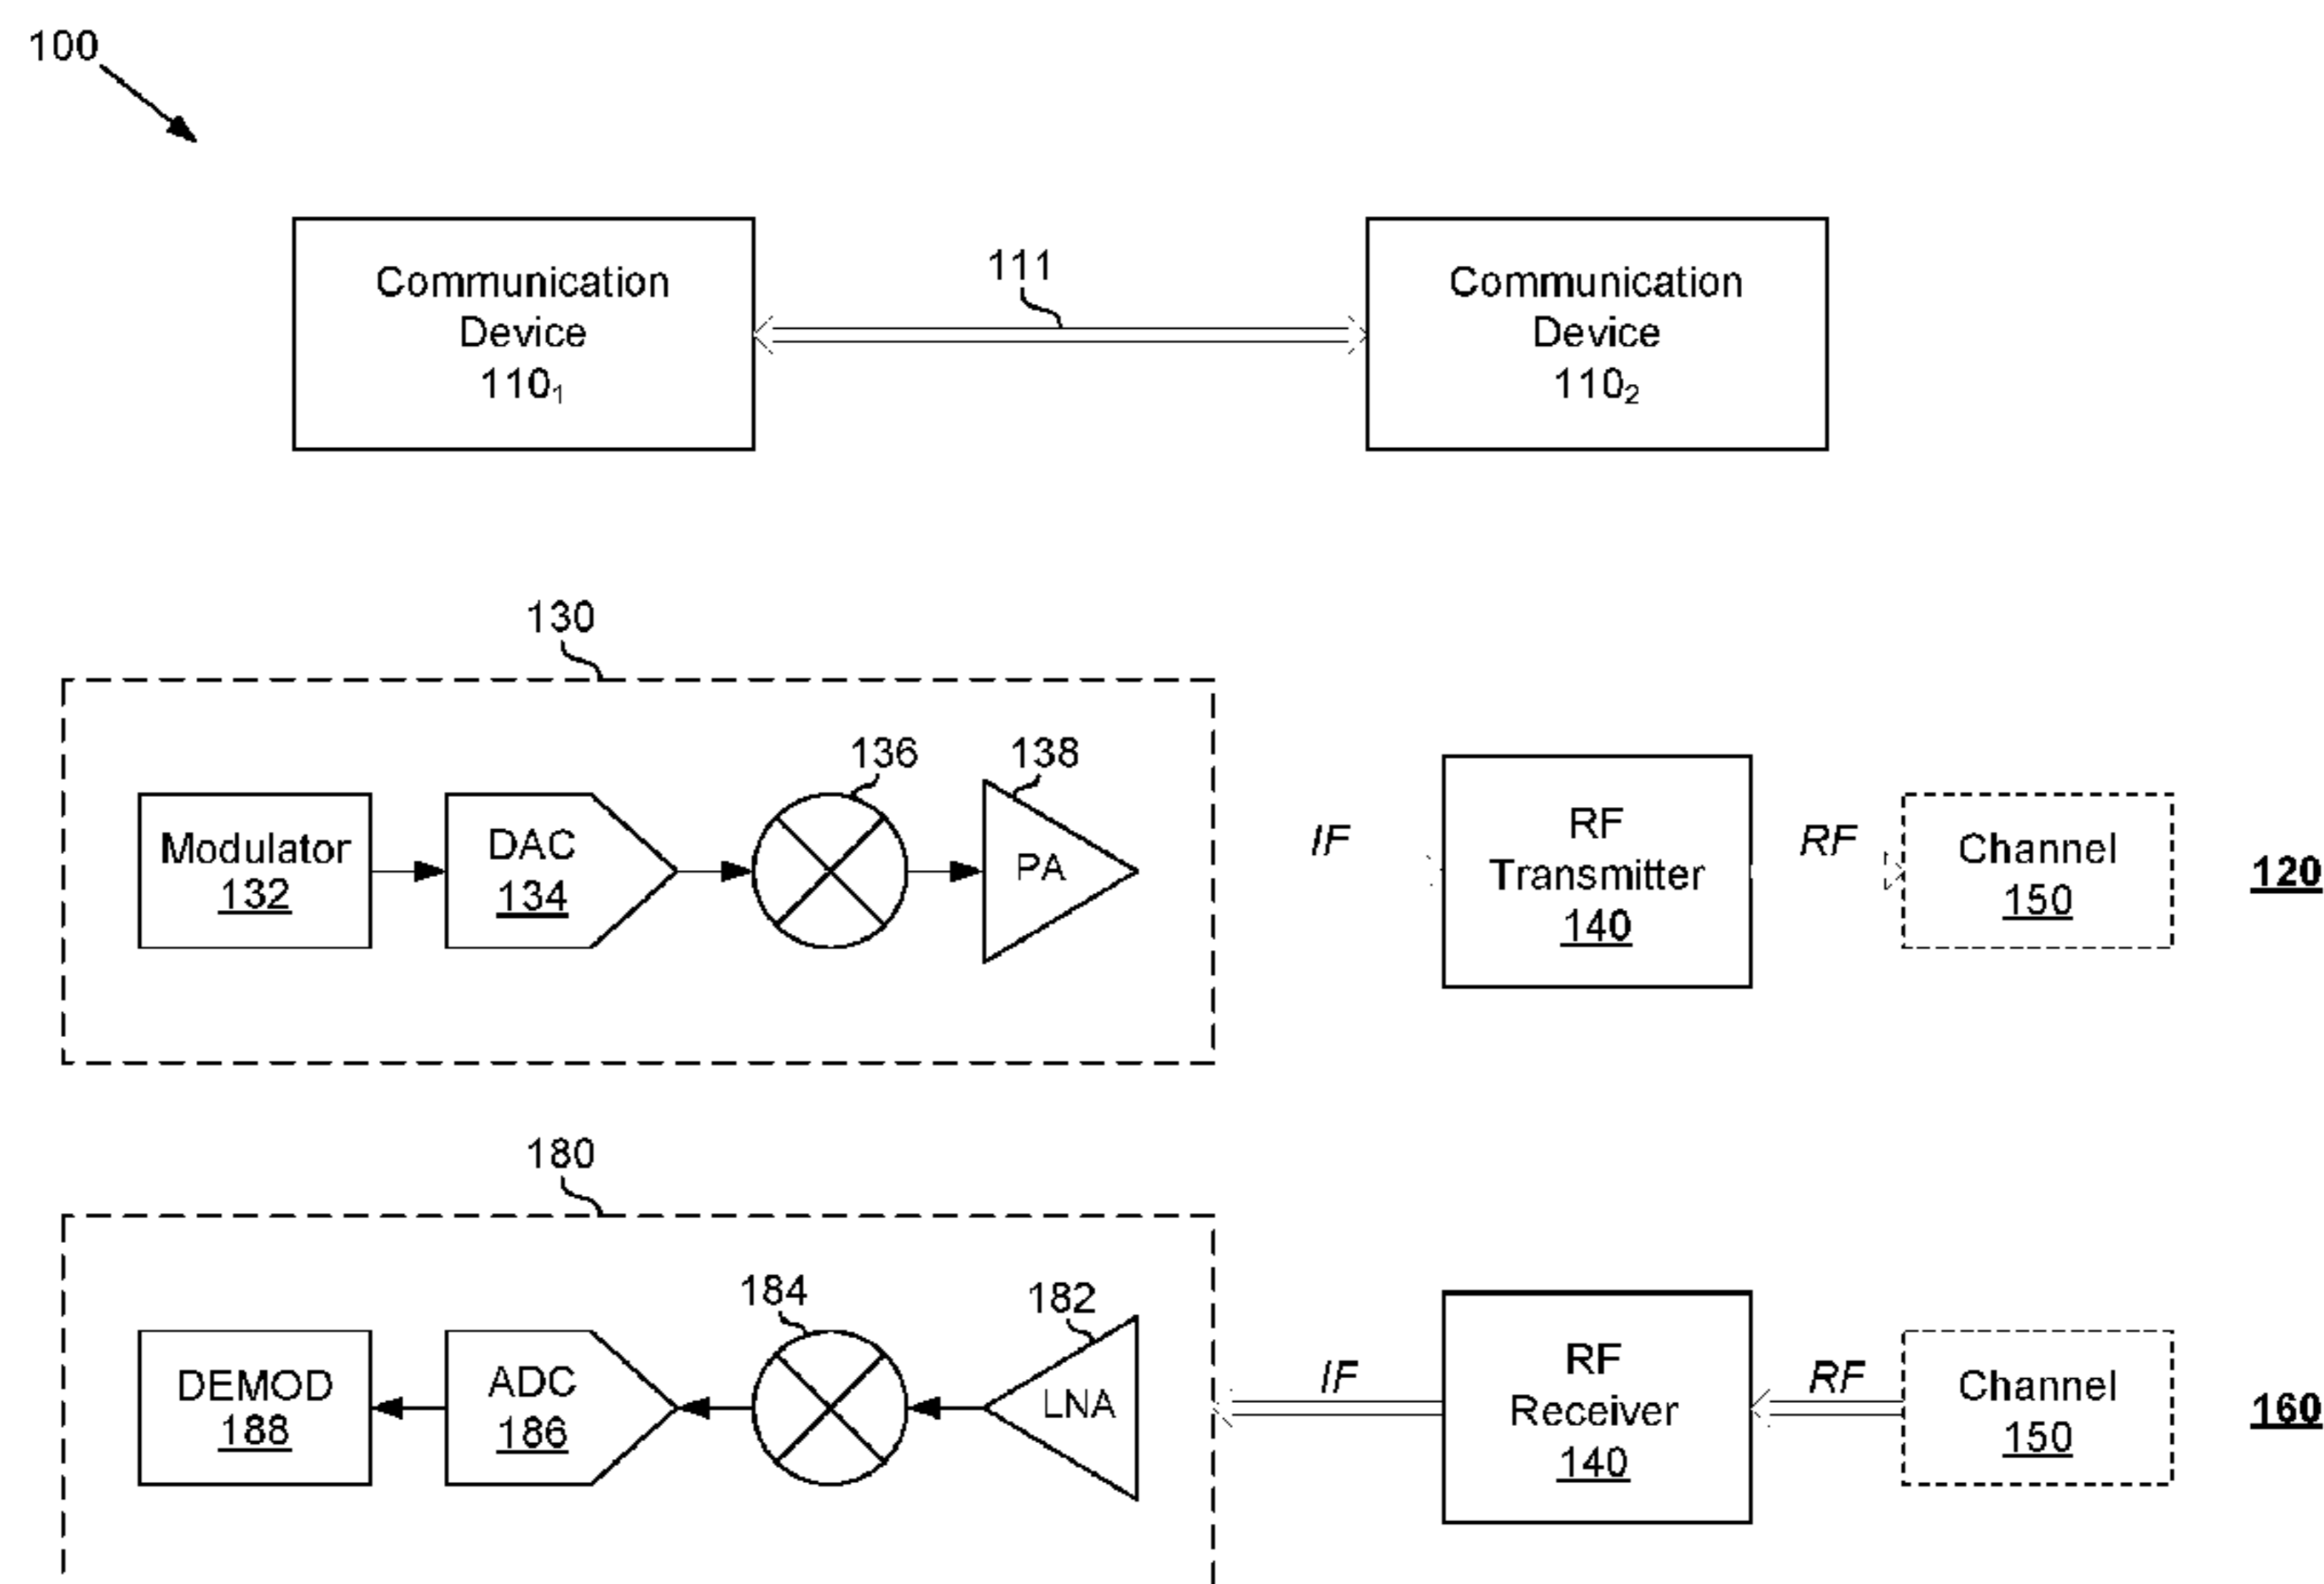 100
111
Communication
Device
110₁
Communication
Device
110₂
130
136
138
Modulator
132
DAC
134
PA
IF
RF
Transmitter
140
RF
Channel
150
120
180
184
182
DEMOD
188
ADC
186
LNA
IF
RF
Receiver
140
RF
Channel
150
160